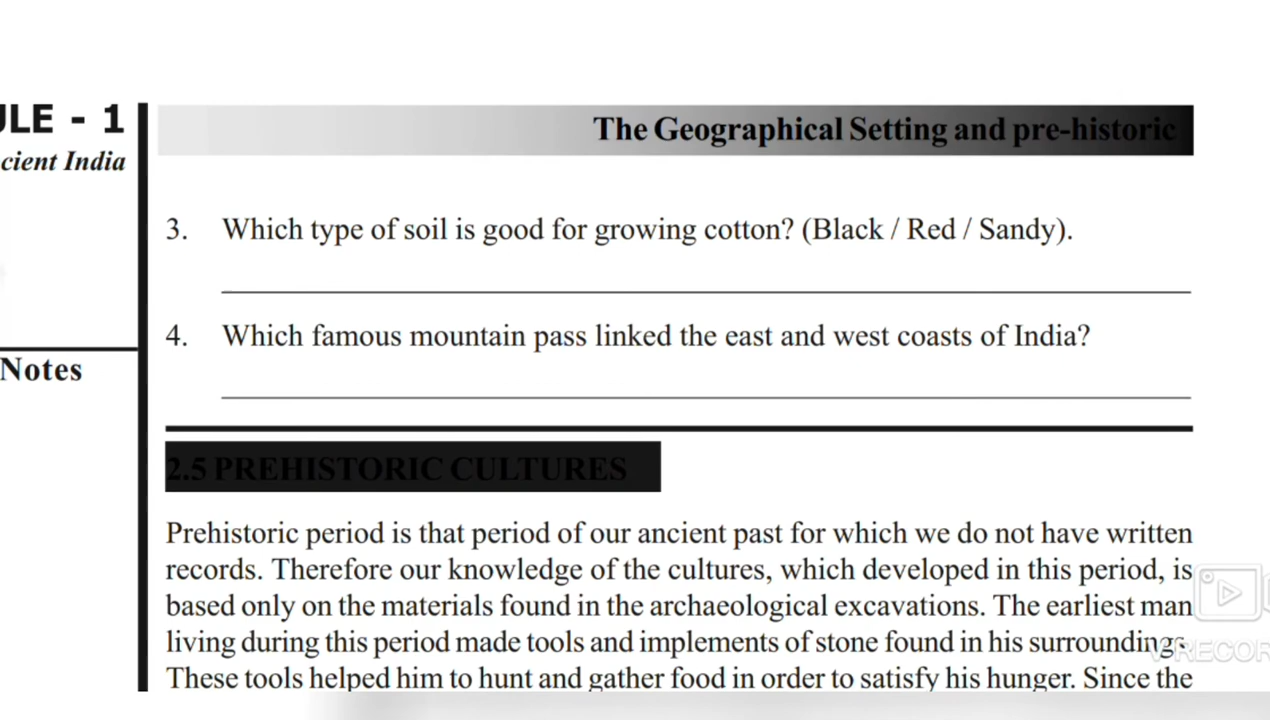 ULE - 1
The Geographical Setting and pre-historic
cient India
3. Which type of soil is good for growing cotton? (Black / Red / Sandy).
4. Which famous mountain pass linked the east and west coasts of India?
Notes
2.5 PREHISTORIC CULTURES
Prehistoric period is that period of our ancient past for which we do not have written
records. Therefore our knowledge of the cultures, which developed in this period, is
based only on the materials found in the archaeological excavations. The earliest man
living during this period made tools and implements of stone found in his surroundings.
These tools helped him to hunt and gather food in order to satisfy his hunger. Since the
VRECOR